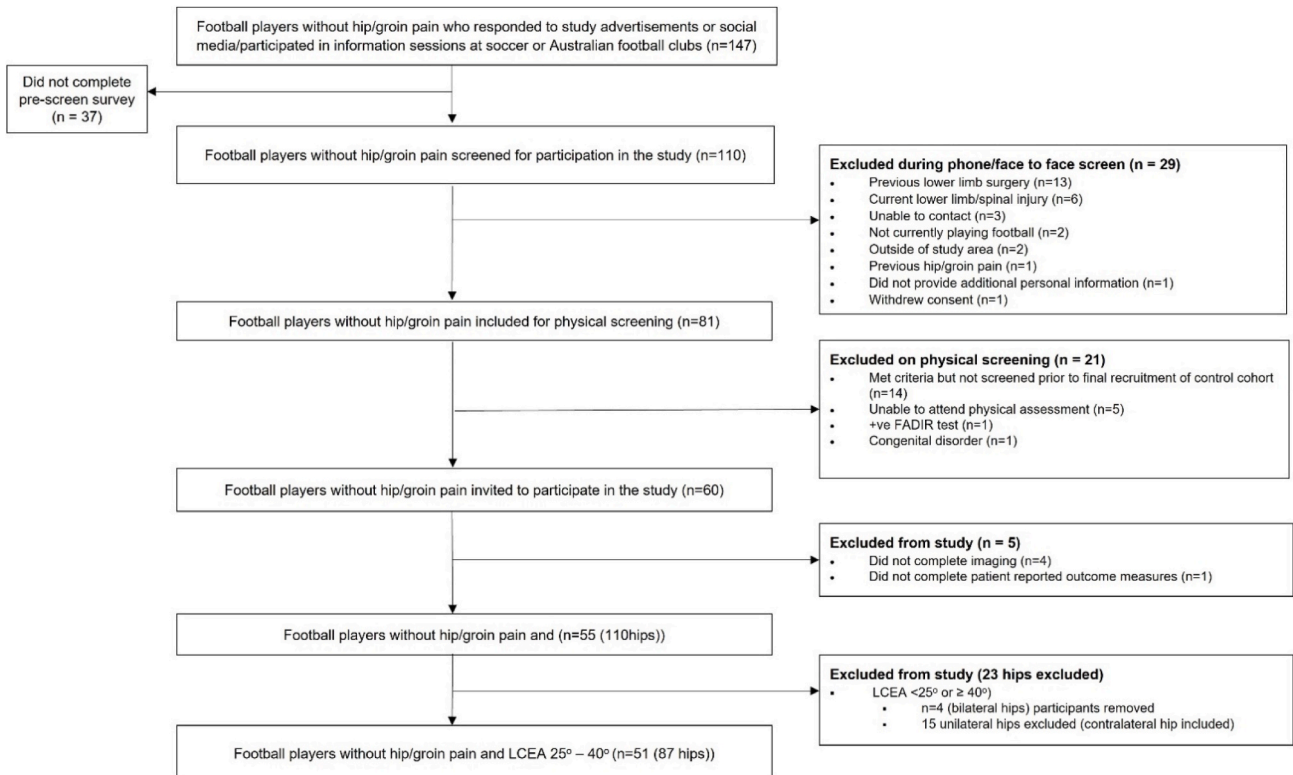 Football players without hip/groin pain who responded to study advertisements or social
media/participated in information sessions at soccer or Australian football clubs (n=147)
Did not complete
pre-screen survey
(n = 37)
Football players without hip/groin pain screened for participation in the study (n=110)
Excluded during phone/face to face screen (n = 29)
• Previous lower limb surgery (n=13)
• Current lower limb/spinal injury (n=6)
• Unable to contact (n=3)
• Not currently playing football (n=2)
• Outside of study area (n=2)
• Previous hip/groin pain (n=1)
• Did not provide additional personal information (n=1)
• Withdrew consent (n=1)
Football players without hip/groin pain included for physical screening (n=81)
Excluded on physical screening (n = 21)
• Met criteria but not screened prior to final recruitment of control cohort
(n=14)
• Unable to attend physical assessment (n=5)
• +ve FADIR test (n=1)
• Congenital disorder (n=1)
Football players without hip/groin pain invited to participate in the study (n=60)
Excluded from study (n = 5)
• Did not complete imaging (n=4)
• Did not complete patient reported outcome measures (n=1)
Football players without hip/groin pain and (n=55 (110hips))
Excluded from study (23 hips excluded)
• LCEA <25º or ≥ 40º)
• n=4 (bilateral hips) participants removed
• 15 unilateral hips excluded (contralateral hip included)
Football players without hip/groin pain and LCEA 25º – 40º (n=51 (87 hips))